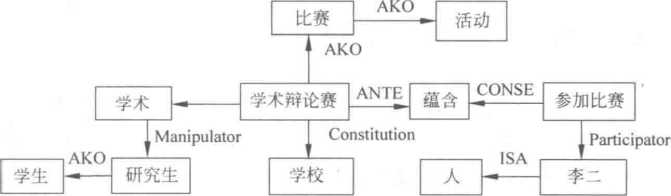 比赛 AKO 活动
AKO
学术 学术辩论赛 ANTE 蕴含 CONSE 参加比赛
Manipulator Constitution Participator
学生 AKO 研究生 学校 人 ISA 李二